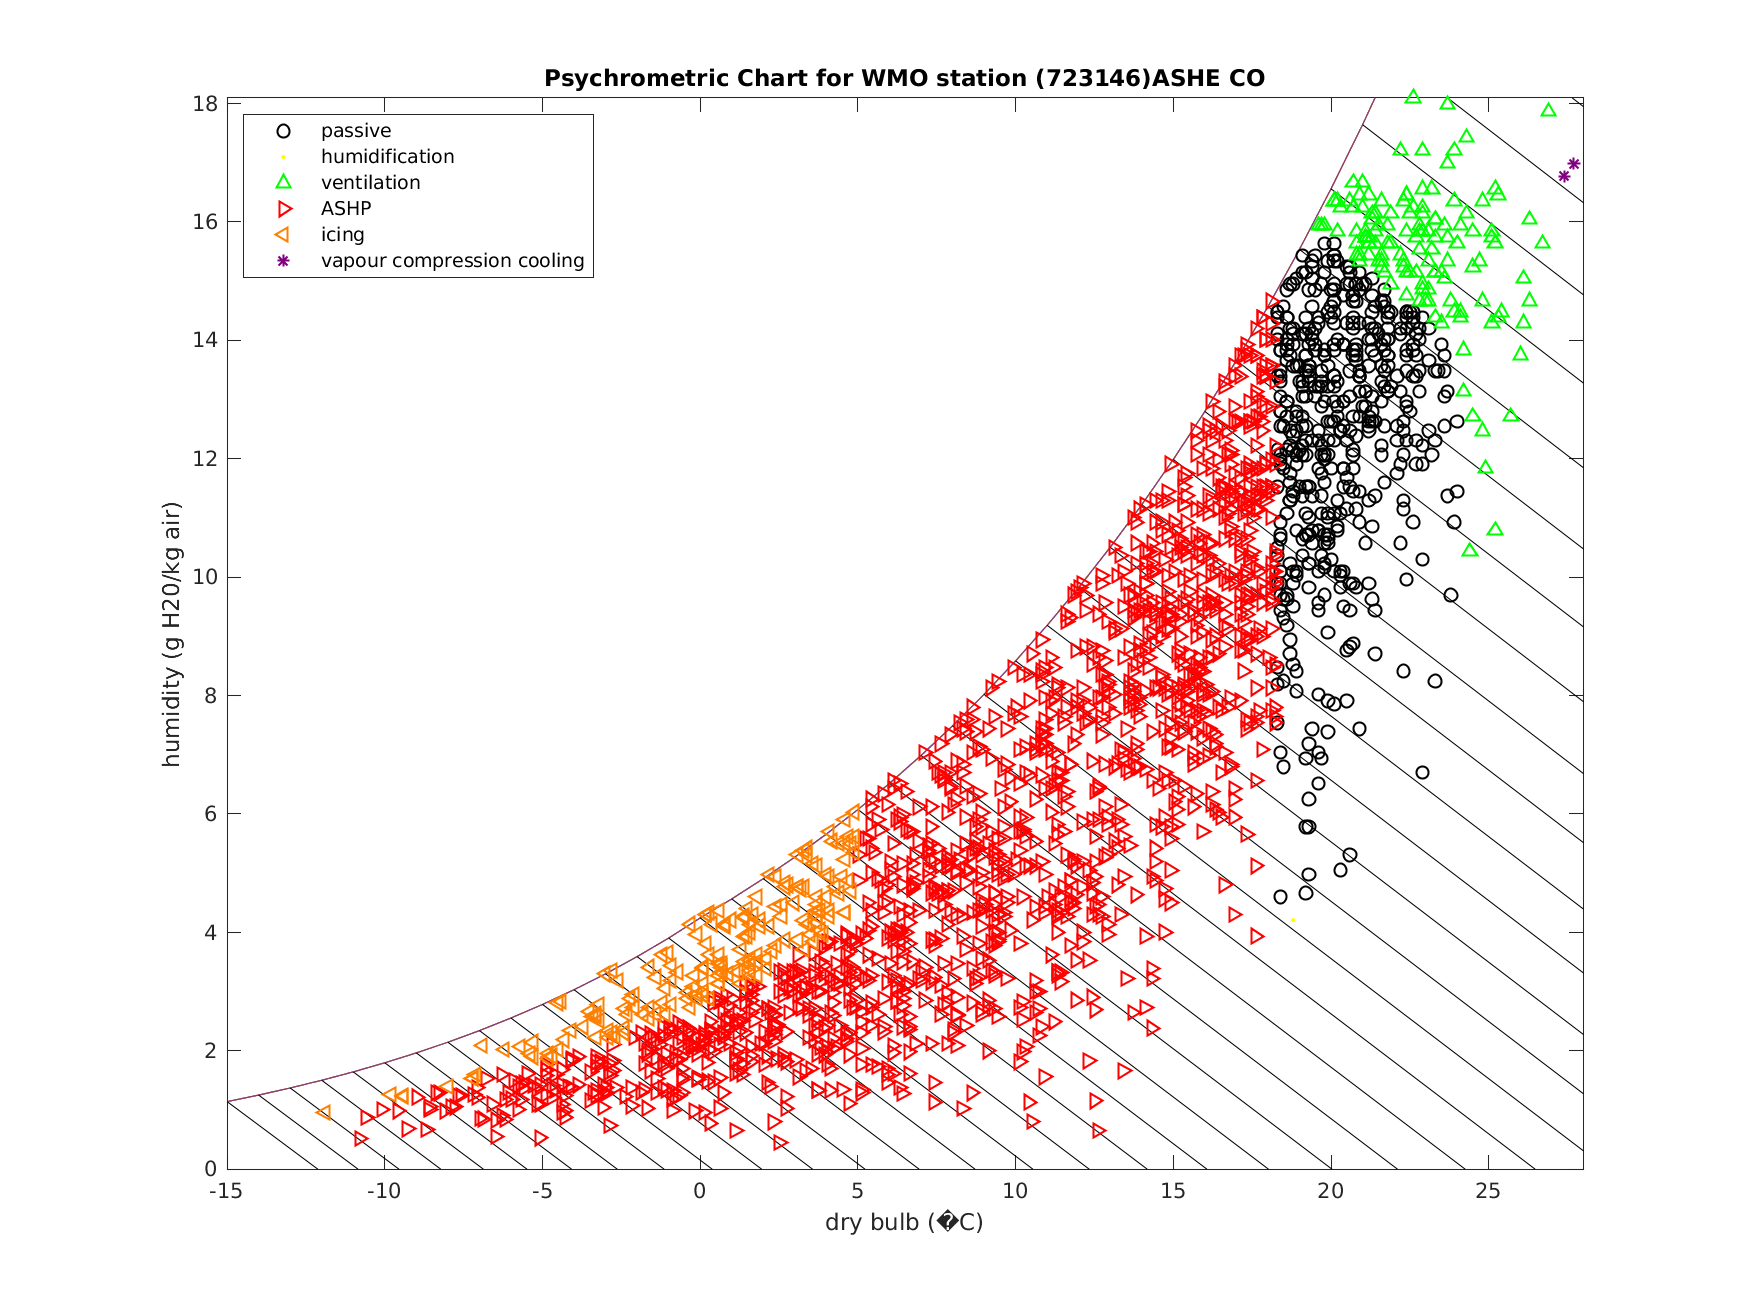 Psychrometric Chart for WMO station (723146)ASHE CO
passive
humidification
ventilation
ASHP
icing
vapour compression cooling
humidity (g H20/kg air)
18
16
14
12
10
8
6
4
2
0
-15 -10 -5 0 5 10 15 20 25
dry bulb (�C)